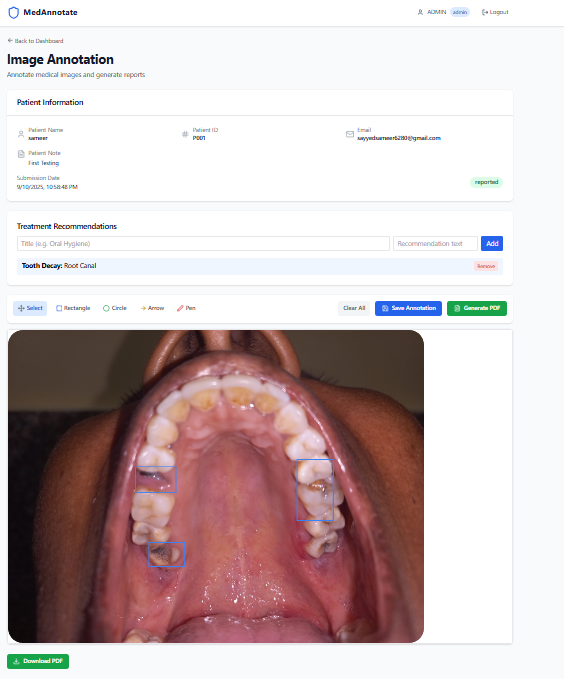 MedAnnotate
ADMIN admin Logout
Back to Dashboard
Image Annotation
Annotate medical images and generate reports
Patient Information
Patient Name
sameer
Patient ID
P001
Email
sayyedsameer6280@gmail.com
Patient Note
First Testing
Submission Date
9/10/2025, 10:58:48 PM
reported
Treatment Recommendations
Title (e.g. Oral Hygiene) Recommendation text Add
Tooth Decay: Root Canal Remove
Select Rectangle Circle Arrow Pen Clear All Save Annotation Generate PDF
Download PDF